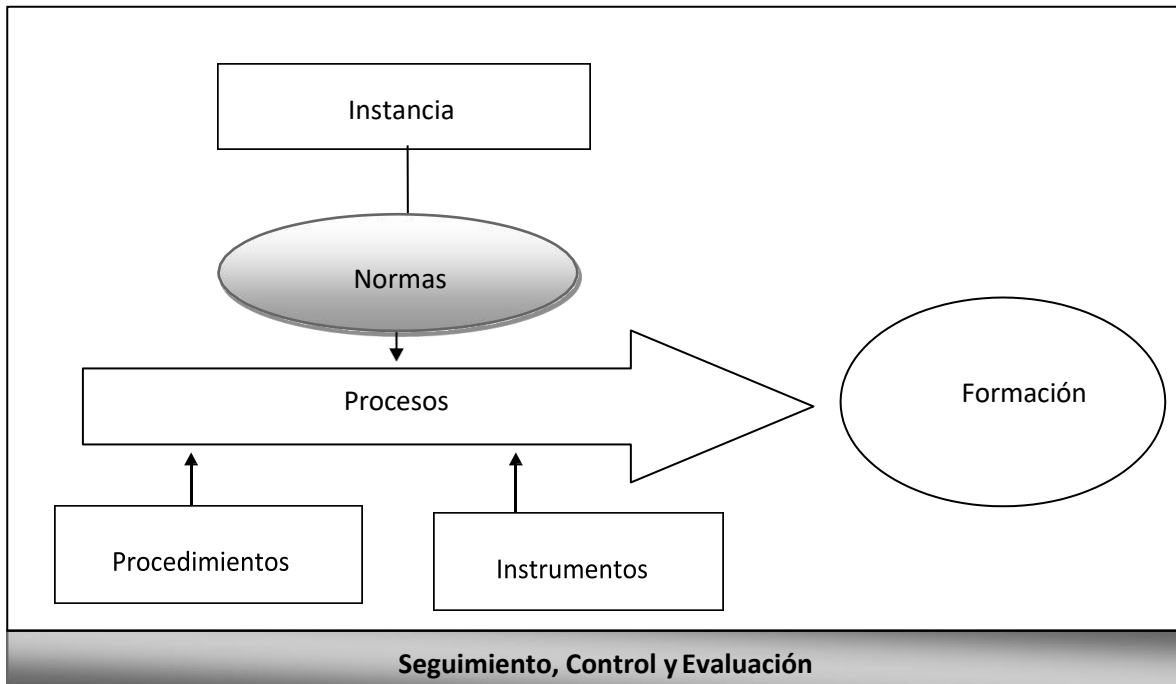 Instancia
Normas
Procesos
Formación
Procedimientos
Instrumentos
Seguimiento, Control y Evaluación